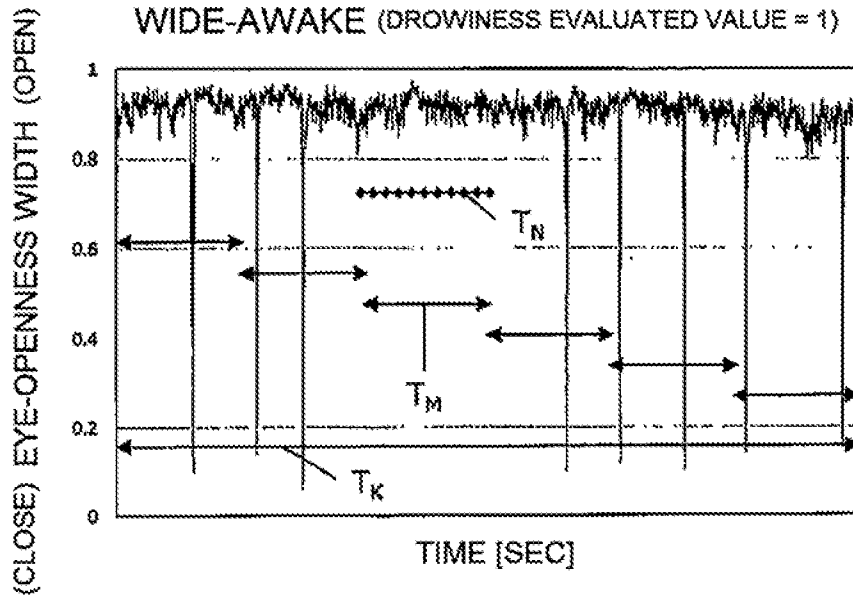 WIDE-AWAKE (DROWINESS EVALUATED VALUE = 1)
(CLOSE) EYE-OPENNESS WIDTH (OPEN)
1
0.8
0.6
0.4
0.2
0
T_N
T_M
T_K
TIME [SEC]